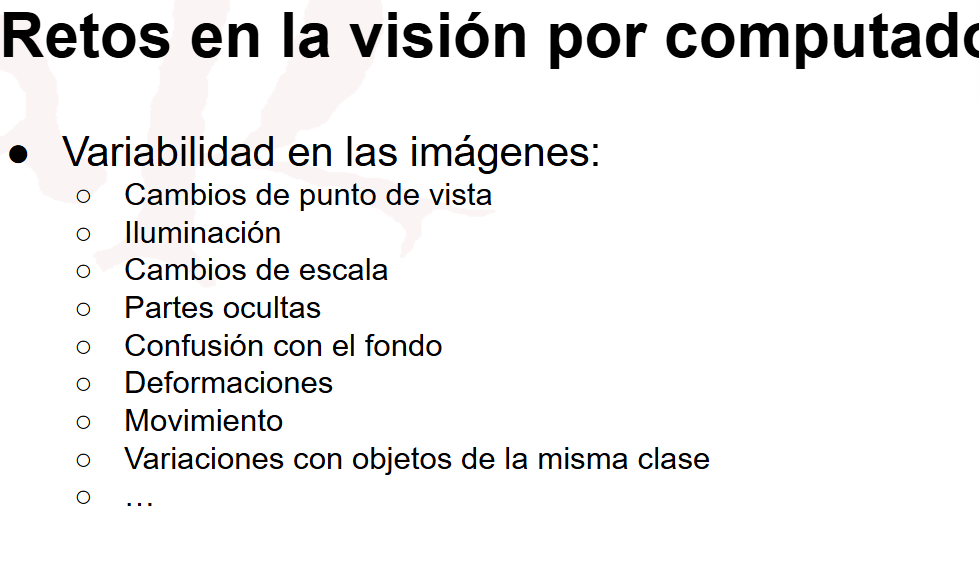 Retos en la visión por computado
● Variabilidad en las imágenes:
○ Cambios de punto de vista
○ Iluminación
○ Cambios de escala
○ Partes ocultas
○ Confusión con el fondo
○ Deformaciones
○ Movimiento
○ Variaciones con objetos de la misma clase
○ …